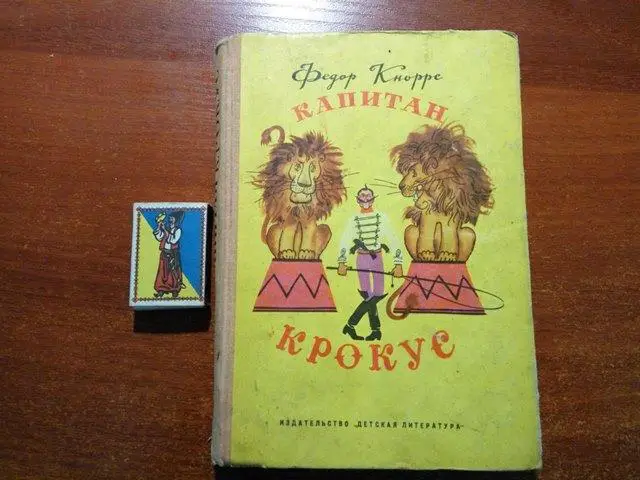 Федор Кнорре
КАПИТАН
КРОКУС
ИЗДАТЕЛЬСТВО „ДЕТСКАЯ ЛИТЕРАТУРА“